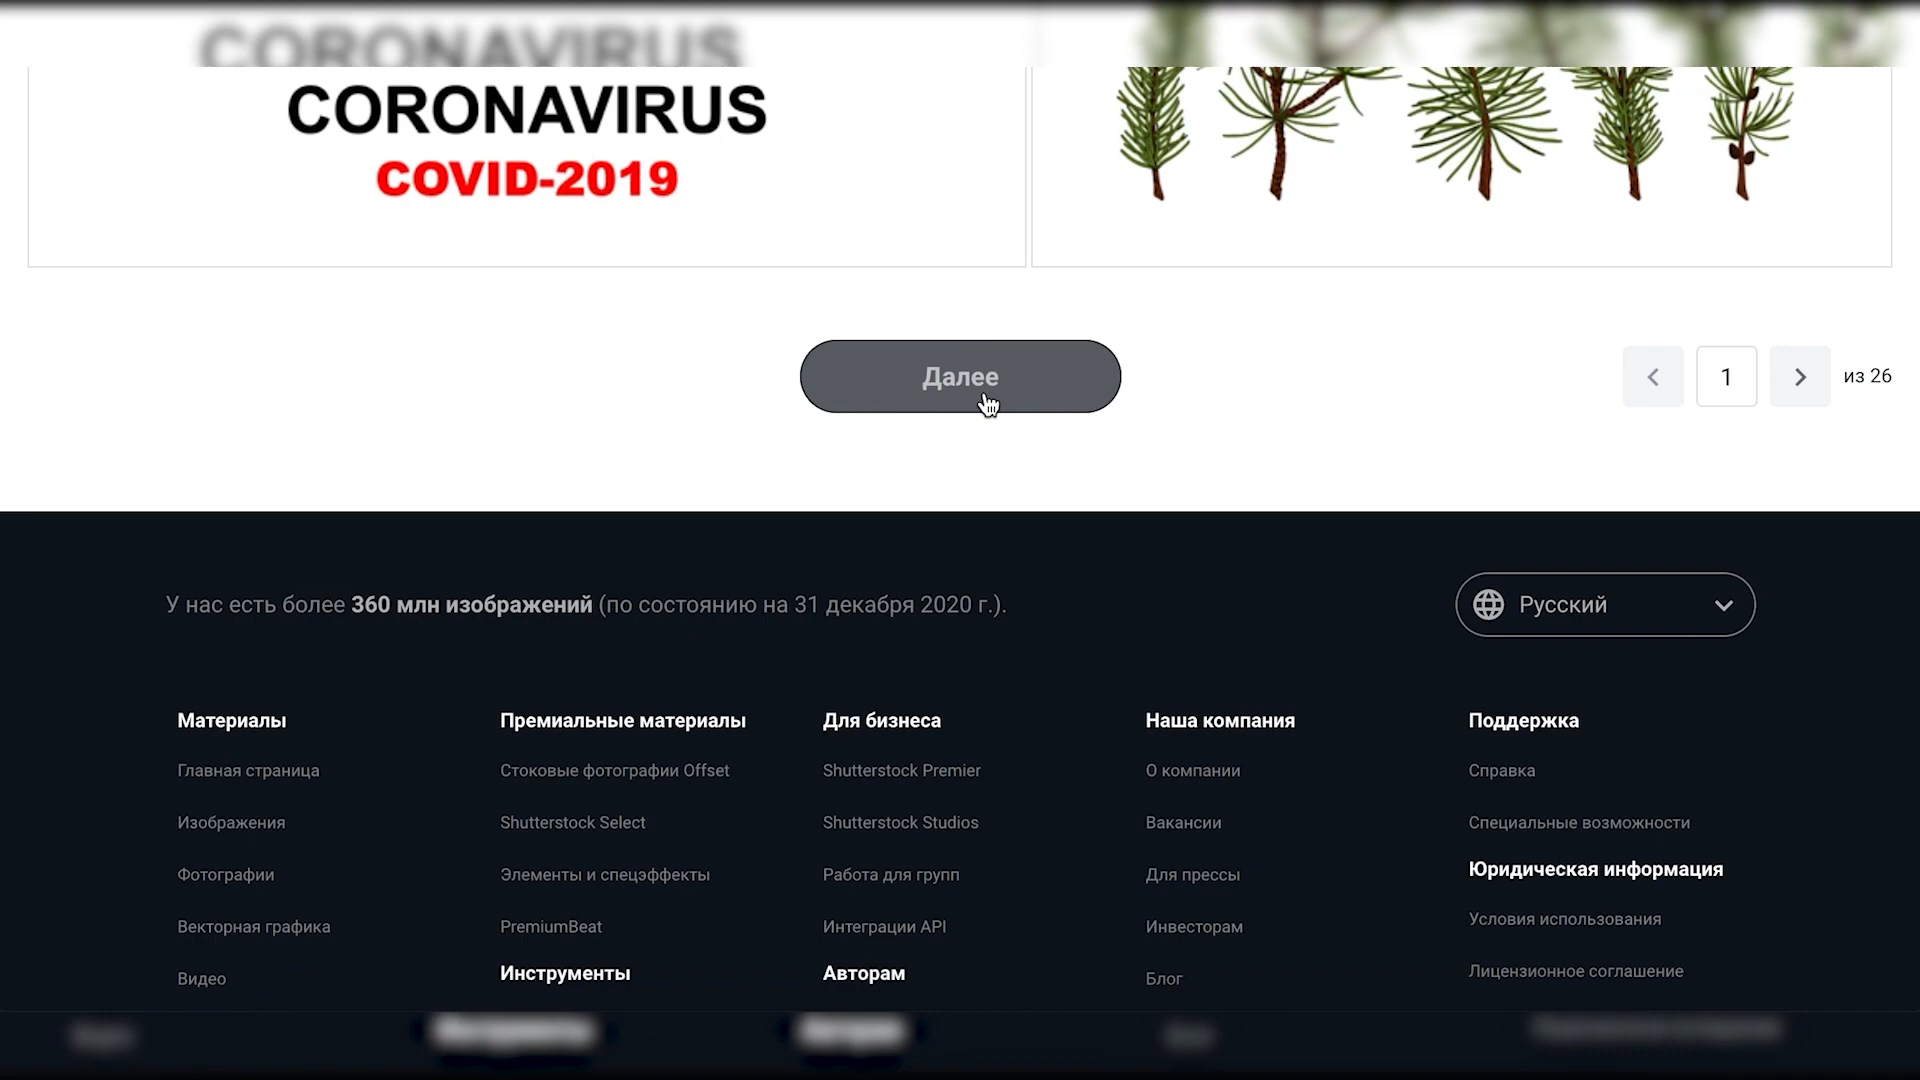 CORONAVIRUS
CORONAVIRUS
COVID-2019
Далее
1
из 26
У нас есть более 360 млн изображений (по состоянию на 31 декабря 2020 г.).
Русский
Материалы
Главная страница
Изображения
Фотографии
Векторная графика
Видео
Премиальные материалы
Стоковые фотографии Offset
Shutterstock Select
Элементы и спецэффекты
PremiumBeat
Инструменты
Для бизнеса
Shutterstock Premier
Shutterstock Studios
Работа для групп
Интеграции API
Авторам
Наша компания
О компании
Вакансии
Для прессы
Инвесторам
Блог
Поддержка
Справка
Специальные возможности
Юридическая информация
Условия использования
Лицензионное соглашение